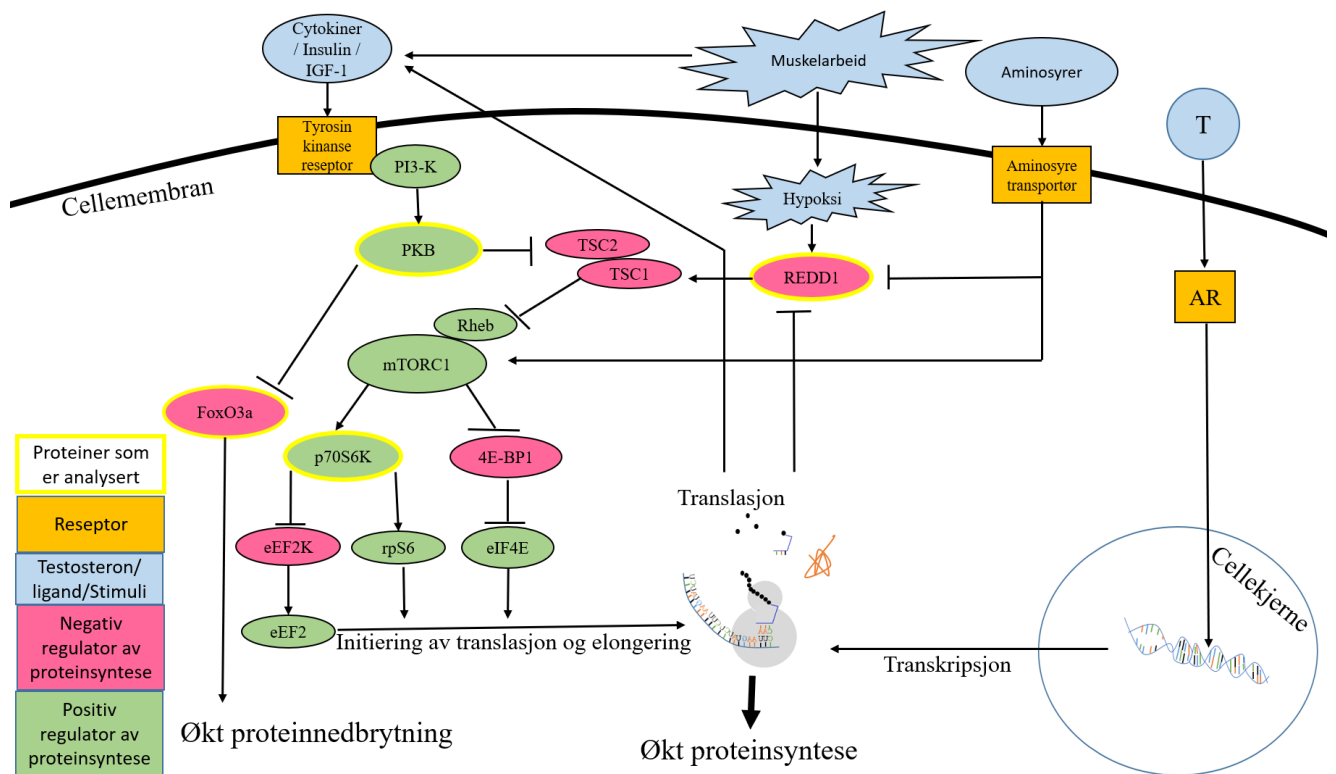 Cytokiner
/ Insulin /
IGF-1
Muskelarbeid
Aminosyrer
T
Tyrosin
kinanse
reseptor
PI3-K
Aminosyre
transportør
Cellemembran
Hypoksi
PKB
TSC2
TSC1
REDD1
AR
Rheb
mTORC1
FoxO3a
p70S6K
4E-BP1
Translasjon
eEF2K
rpS6
eIF4E
eEF2
Initiering av translasjon og elongering
Cellekjerne
Transkripsjon
Økt proteinnedbrytning
Økt proteinsyntese
Proteiner som
er analysert
Reseptor
Testosteron/
ligand/Stimuli
Negativ
regulator av
proteinsyntese
Positiv
regulator av
proteinsyntese